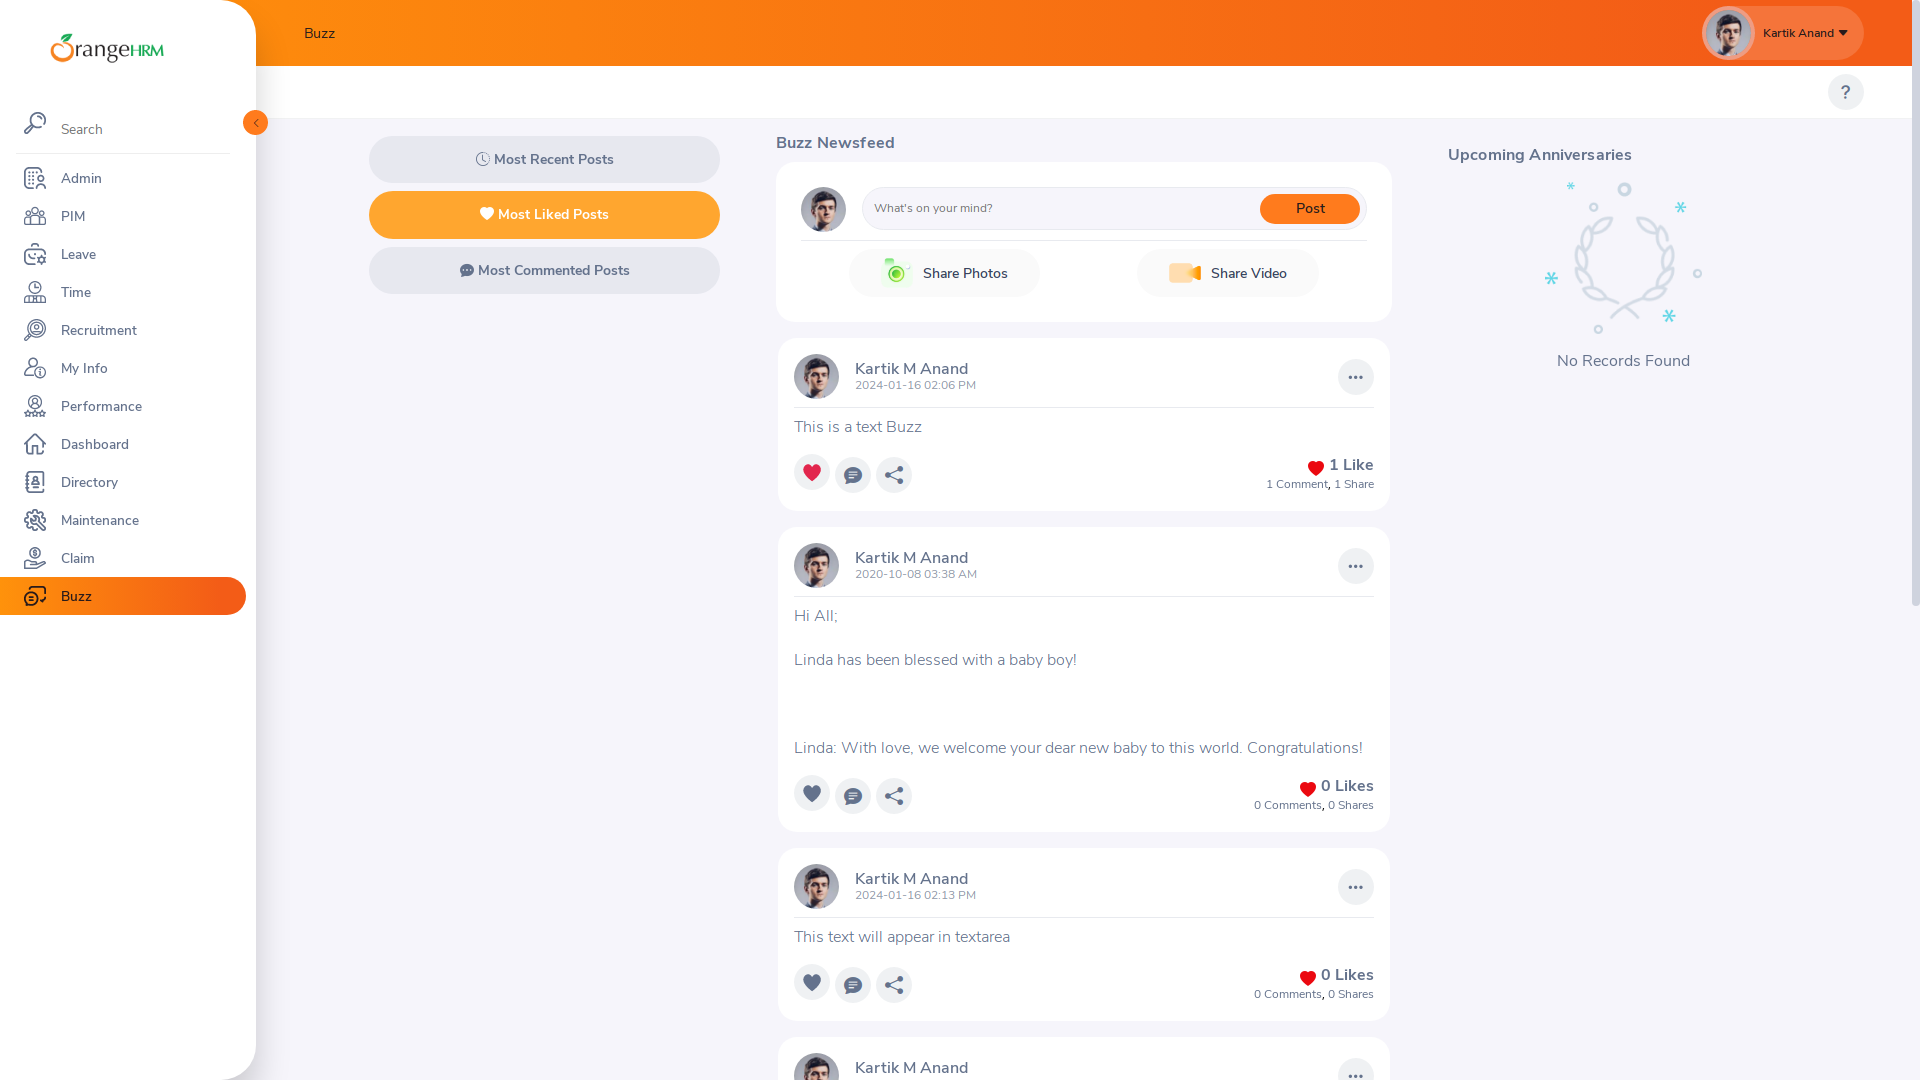 OrangeHRM
Search
Admin
PIM
Leave
Time
Recruitment
My Info
Performance
Dashboard
Directory
Maintenance
Claim
Buzz
Buzz
Kartik Anand
?
Most Recent Posts
Most Liked Posts
Most Commented Posts
Buzz Newsfeed
What's on your mind?
Post
Share Photos
Share Video
Kartik M Anand
2024-01-16 02:06 PM
This is a text Buzz
1 Like
1 Comment, 1 Share
Kartik M Anand
2020-10-08 03:38 AM
Hi All;
Linda has been blessed with a baby boy!
Linda: With love, we welcome your dear new baby to this world. Congratulations!
0 Likes
0 Comments, 0 Shares
Kartik M Anand
2024-01-16 02:13 PM
This text will appear in textarea
0 Likes
0 Comments, 0 Shares
Kartik M Anand
Upcoming Anniversaries
No Records Found